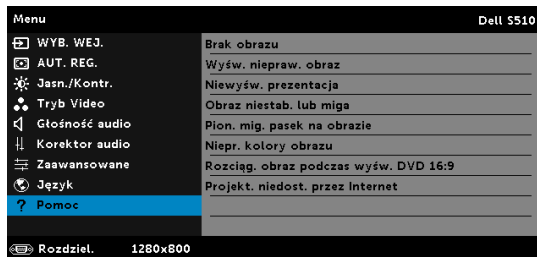 Menu
Dell S510
WYB. WEJ.
AUT. REG.
Jasn./Kontr.
Tryb Video
Głośność audio
Korektor audio
Zaawansowane
Język
? Pomoc
Brak obrazu
Wyśw. niepraw. obraz
Niewyśw. prezentacja
Obraz niestab. lub miga
Pion. mig. pasek na obrazie
Niepr. kolory obrazu
Rozciąg. obraz podczas wyśw. DVD 16:9
Projekt. niedost. przez Internet
Rozdziel. 1280x800